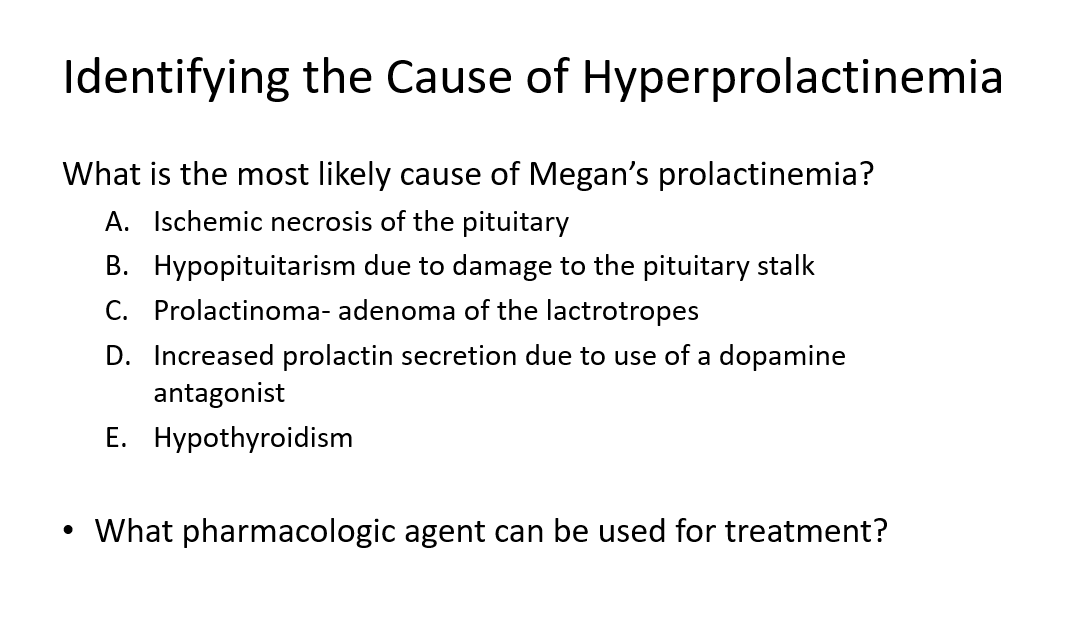 Identifying the Cause of Hyperprolactinemia
What is the most likely cause of Megan’s prolactinemia?
A. Ischemic necrosis of the pituitary
B. Hypopituitarism due to damage to the pituitary stalk
C. Prolactinoma- adenoma of the lactrotropes
D. Increased prolactin secretion due to use of a dopamine
antagonist
E. Hypothyroidism
• What pharmacologic agent can be used for treatment?